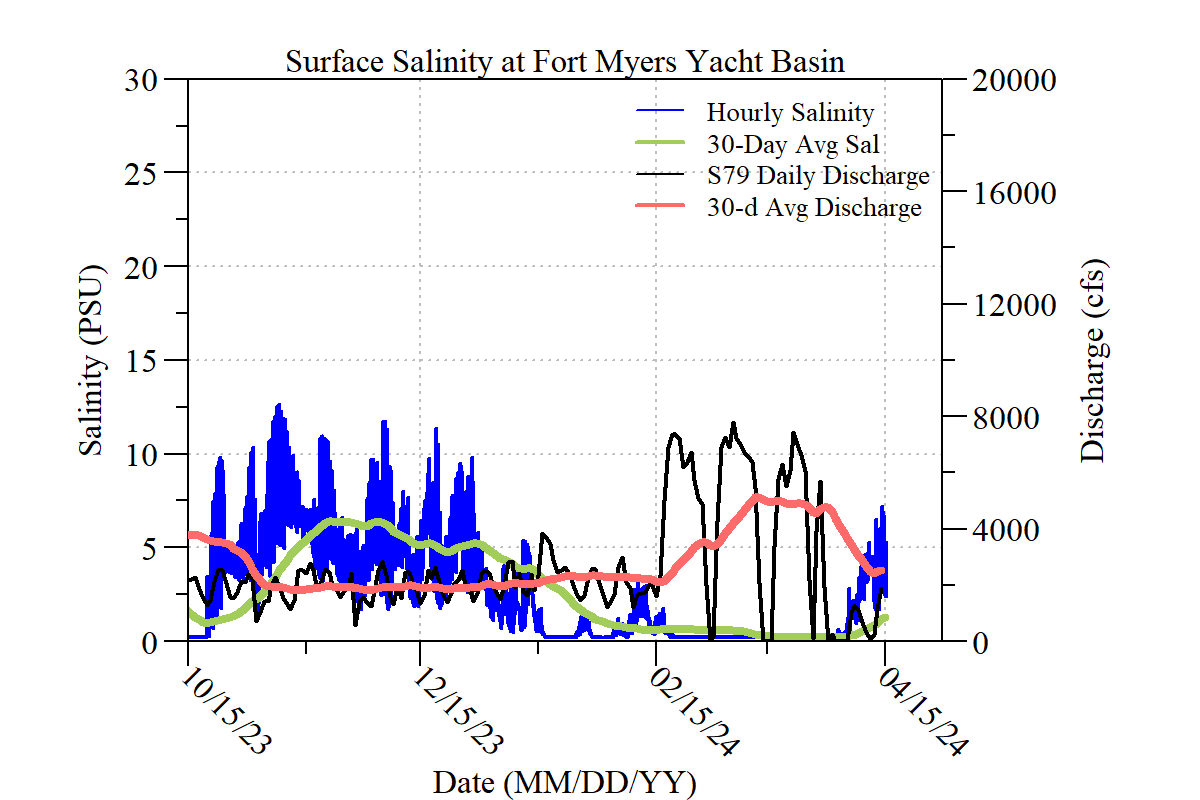 Surface Salinity at Fort Myers Yacht Basin
30
25
20
15
10
5
0
Salinity (PSU)
Hourly Salinity
30-Day Avg Sal
S79 Daily Discharge
30-d Avg Discharge
20000
16000
12000
8000
4000
0
Discharge (cfs)
10/15/23
12/15/23
02/15/24
04/15/24
Date (MM/DD/YY)